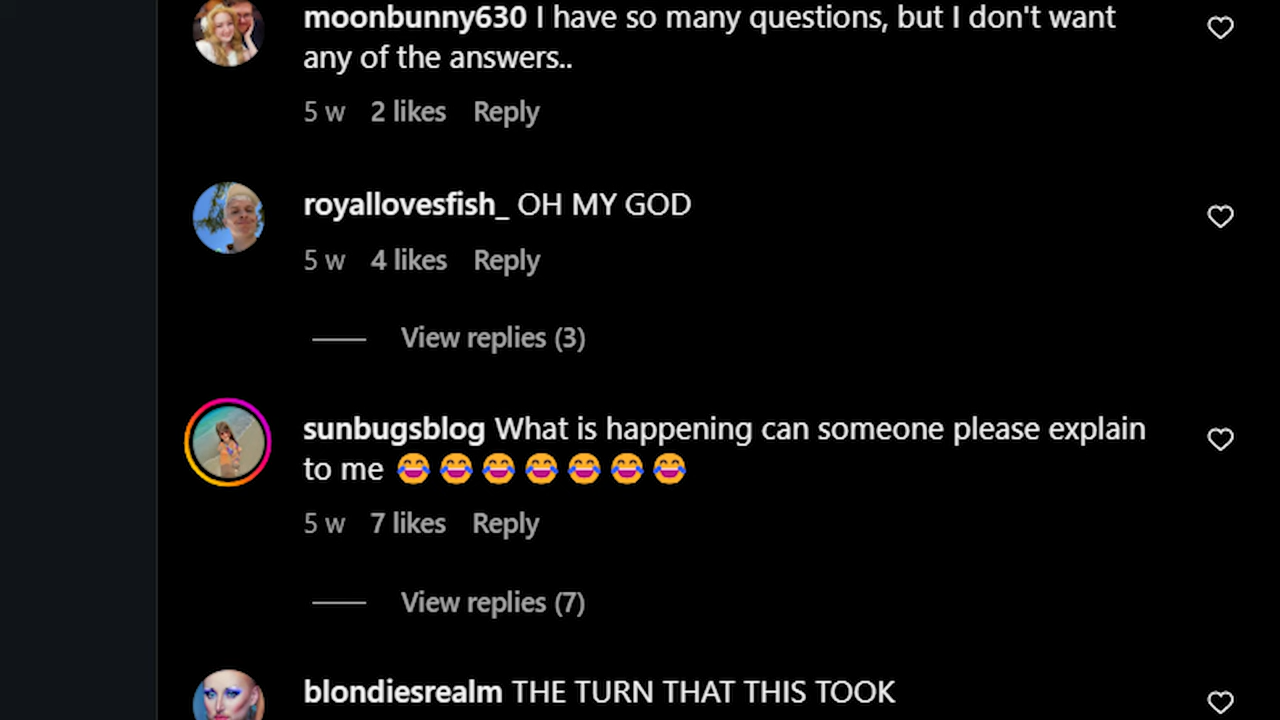 moonbunny630 I have so many questions, but I don't want
any of the answers..
5 w 2 likes Reply
royallovesfish_ OH MY GOD
5 w 4 likes Reply
View replies (3)
sunbugsblog What is happening can someone please explain
to me 😂😂😂😂😂😂😂
5 w 7 likes Reply
View replies (7)
blondiesrealm THE TURN THAT THIS TOOK